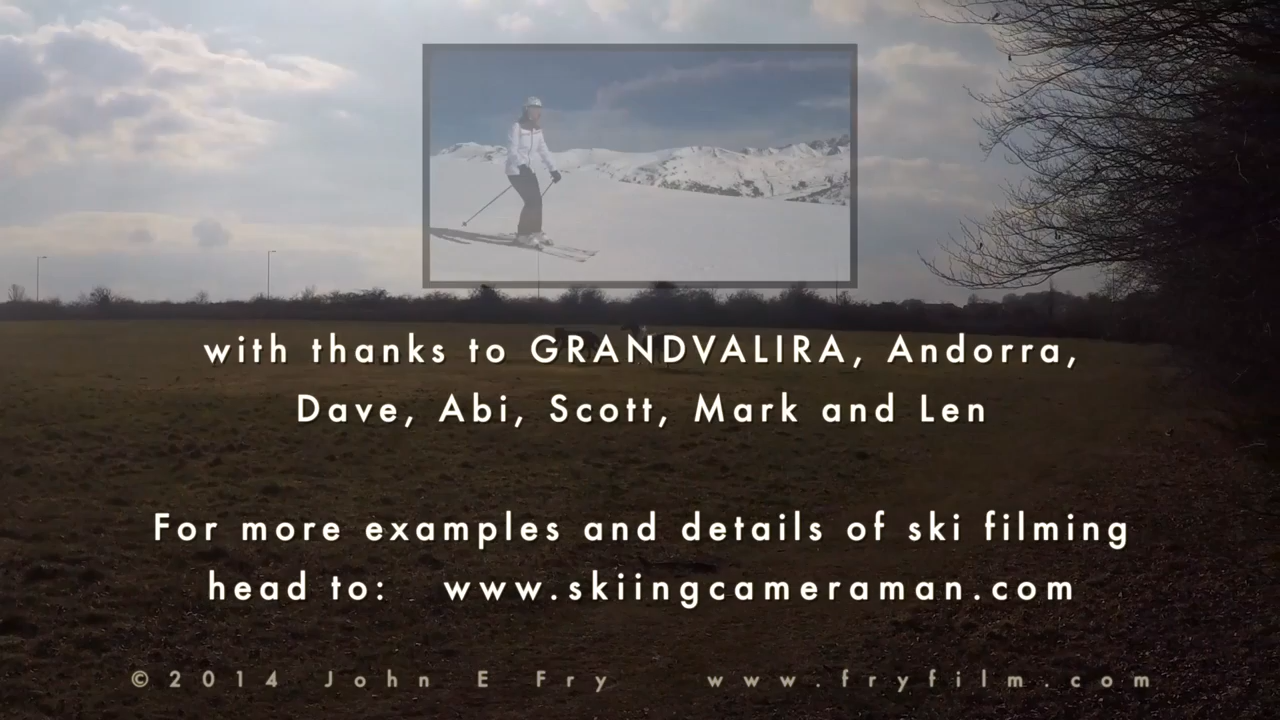 with thanks to GRANDVALIRA, Andorra,
Dave, Abi, Scott, Mark and Len
For more examples and details of ski filming
head to: www.skiingcameraman.com
©2014 John E Fry www.fryfilm.com